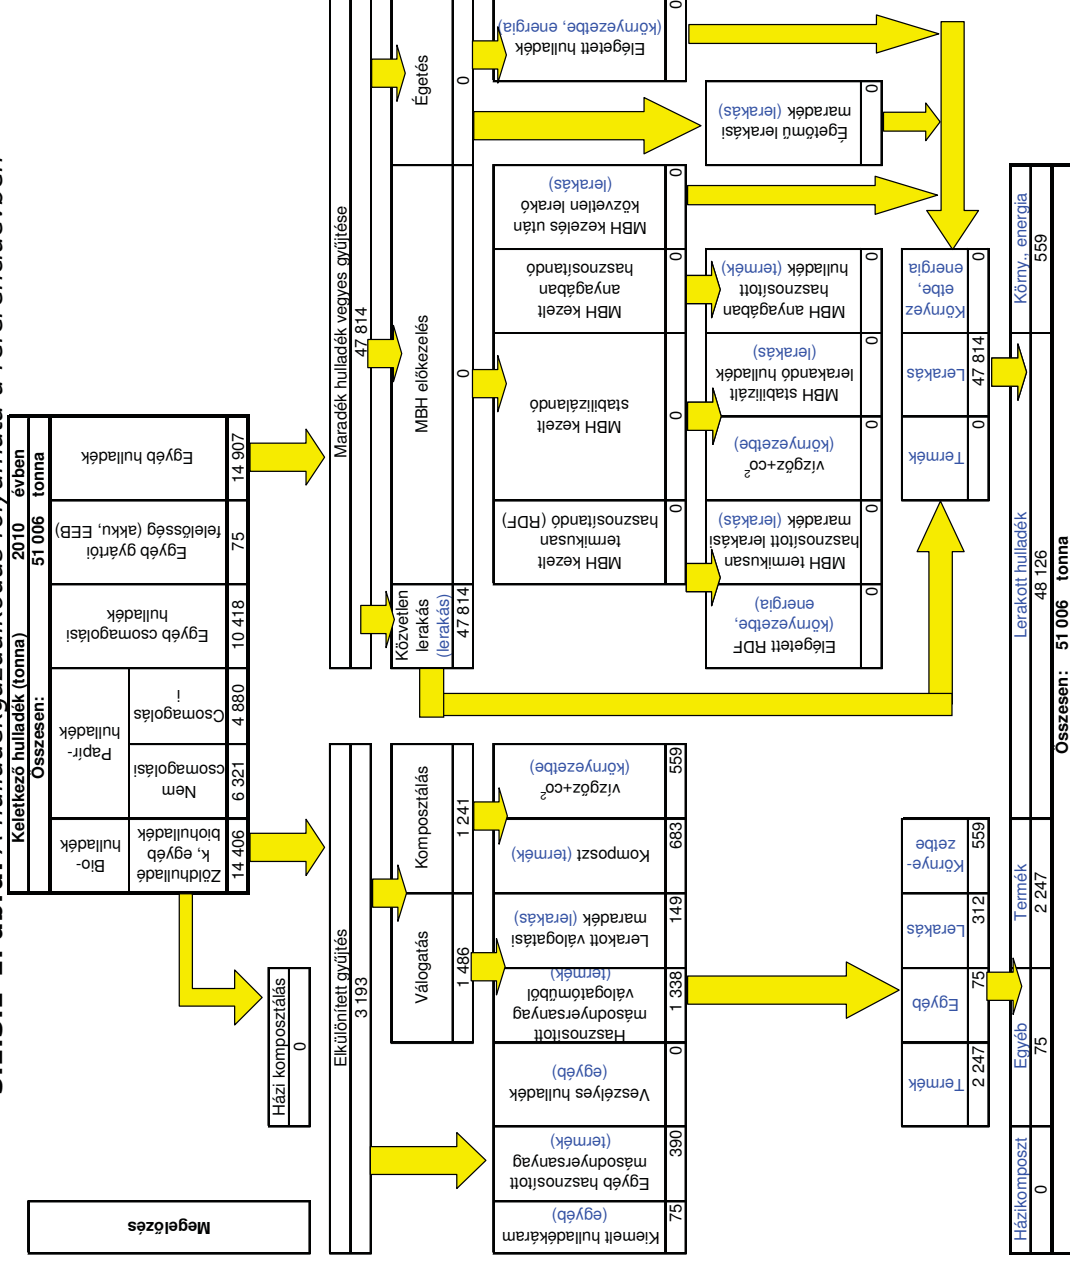 Keletkező hulladék (tonna) 2010 évben
Összesen: 51 006 tonna
Bio-
hulladék
Papír-
hulladék
Egyéb csomagolási
hulladék
Egyéb gyártói
felelősség (akku, EEB)
Egyéb hulladék
Zöldhulladé
k, egyéb
biohulladék
Nem
csomagolási
Csomagolás
i
14 406 6 321 4 880 10 418 75 14 907
Megelőzés
Házi komposztálás
0
Elkülönített gyűjtés
3 193
Maradék hulladék vegyes gyűjtése
47 814
Válogatás
1 486
Komposztálás
1 241
Közvetlen
lerakás
(lerakás)
47 814
MBH előkezelés
0
Égetés
0
Kiemelt hulladékáram
(egyéb)
75
Egyéb hasznosított
másodnyersanyag
(termék)
390
Veszélyes hulladék
(egyéb)
0
Hasznosított
másodnyersanyag
válogatóműből
(termék)
1 338
Lerakott válogatási
maradék (lerakás)
149
Komposzt (termék)
683
vízgőz+co2
(környezetbe)
559
MBH kezelt
termikusan
hasznosítandó (RDF)
0
MBH kezelt
stabilizálandó
0
MBH kezelt
anyagában
hasznosítandó
0
MBH kezelés után
közvetlen lerakó
(lerakás)
0
Elégetett hulladék
(környezetbe, energia)
0
Elégetett RDF
(környezetbe,
energia)
0
MBH termikusan
hasznosított lerakási
maradék (lerakás)
0
vízgőz+co2
(környezetbe)
0
MBH stabilizált
lerakandó hulladék
(lerakás)
0
MBH anyagában
hasznosított
hulladék (termék)
0
Égetőmű lerakási
maradék (lerakás)
0
Termék
2 247
Egyéb
75
Lerakás
312
Környe-
zetbe
559
Termék
0
Lerakás
47 814
Környez
etbe,
energia
0
Házikomposzt Egyéb Termék Lerakott hulladék Körny., energia
0 75 2 247 48 126 559
Összesen: 51 006 tonna